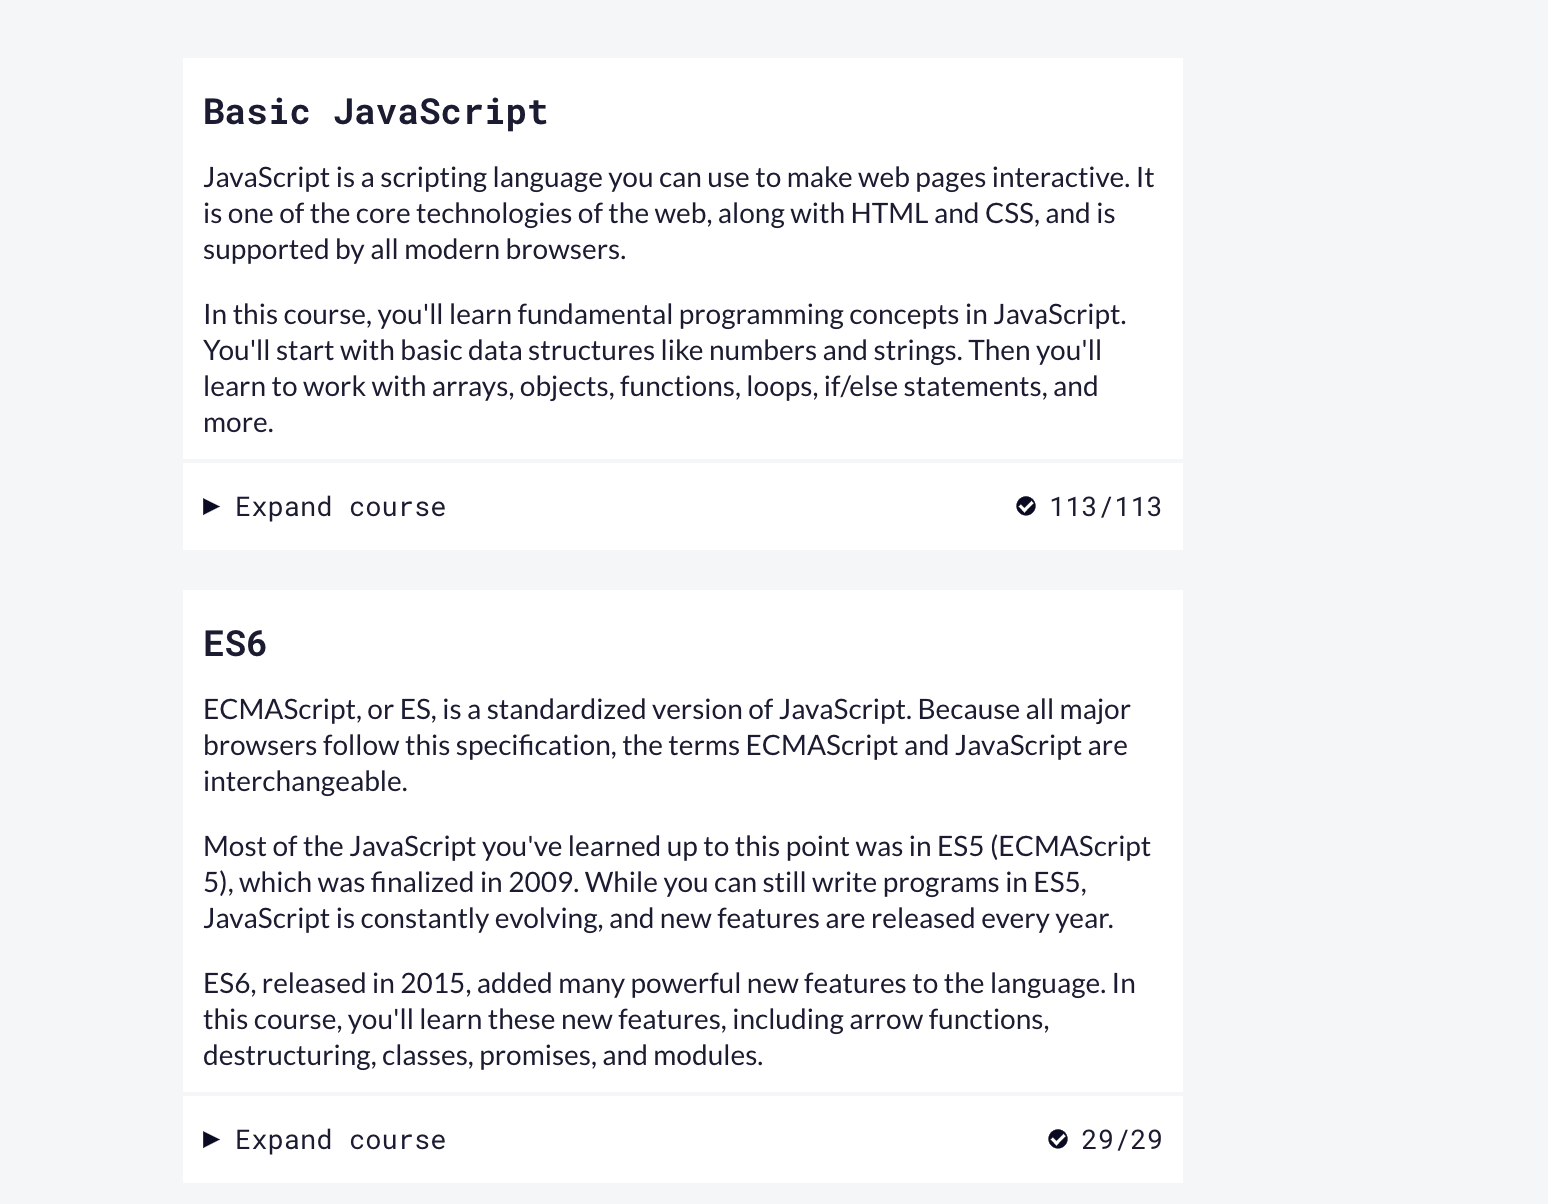 Basic JavaScript
JavaScript is a scripting language you can use to make web pages interactive. It
is one of the core technologies of the web, along with HTML and CSS, and is
supported by all modern browsers.
In this course, you'll learn fundamental programming concepts in JavaScript.
You'll start with basic data structures like numbers and strings. Then you'll
learn to work with arrays, objects, functions, loops, if/else statements, and
more.
Expand course 113/113
ES6
ECMAScript, or ES, is a standardized version of JavaScript. Because all major
browsers follow this specification, the terms ECMAScript and JavaScript are
interchangeable.
Most of the JavaScript you've learned up to this point was in ES5 (ECMAScript
5), which was finalized in 2009. While you can still write programs in ES5,
JavaScript is constantly evolving, and new features are released every year.
ES6, released in 2015, added many powerful new features to the language. In
this course, you'll learn these new features, including arrow functions,
destructuring, classes, promises, and modules.
Expand course 29/29